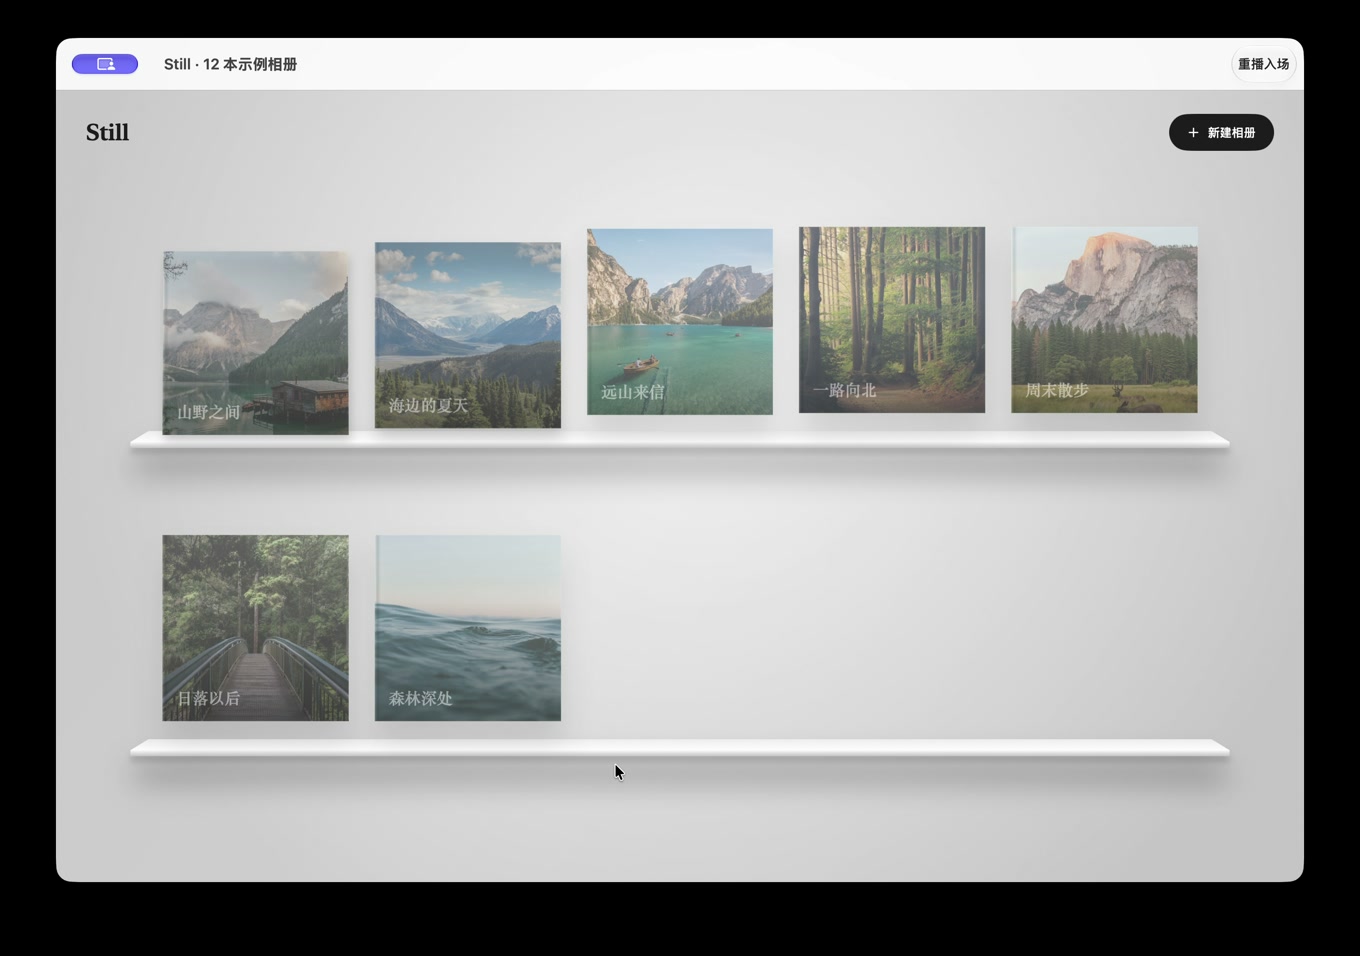 Still · 12 本示例相册
重播入场
Still
+ 新建相册
山野之间
海边的夏天
远山来信
一路向北
周末散步
日落以后
森林深处